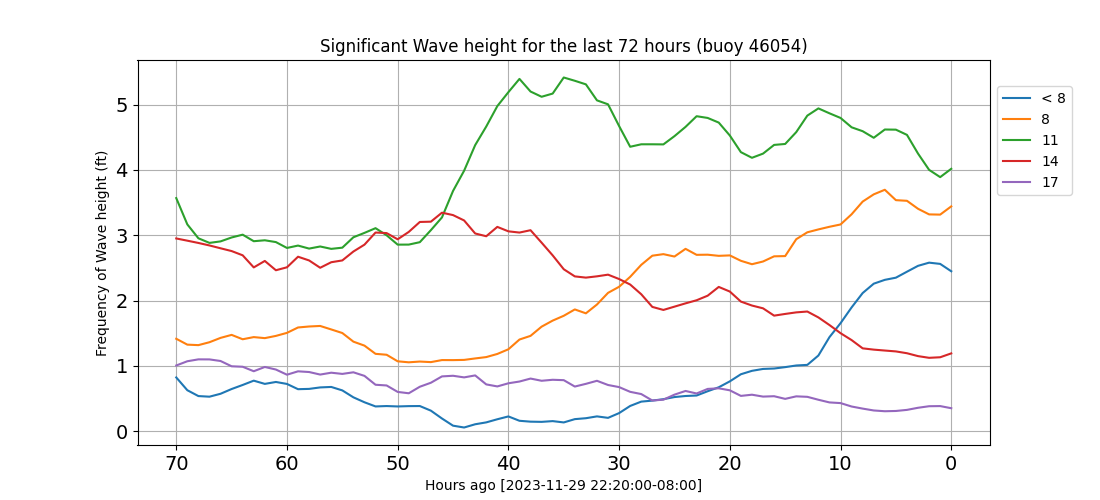 Significant Wave height for the last 72 hours (buoy 46054)
Frequency of Wave height (ft)
5
4
3
2
1
0
70 60 50 40 30 20 10 0
Hours ago [2023-11-29 22:20:00-08:00]
< 8
8
11
14
17